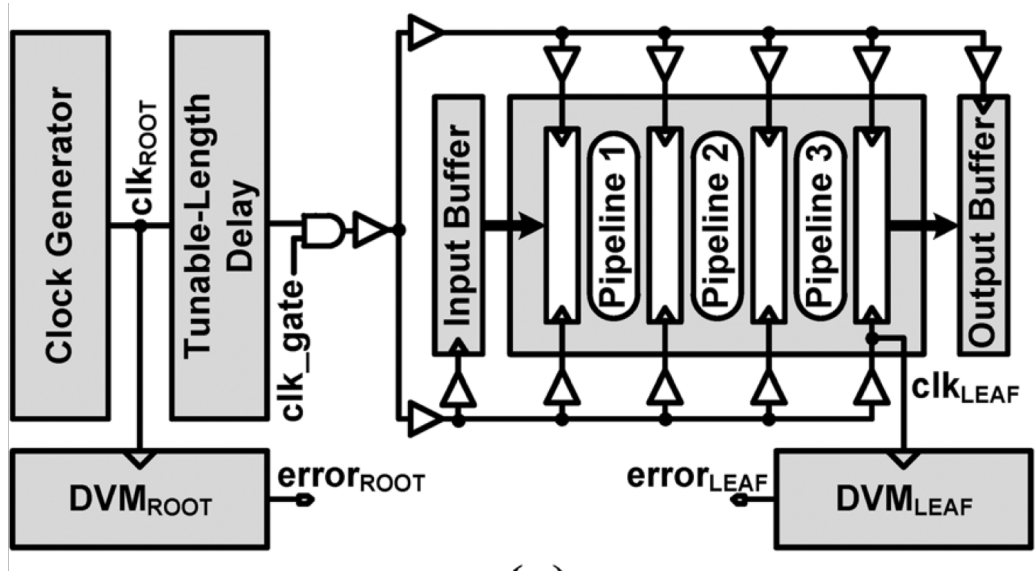 Clock Generator
clkROOT
Tunable-Length
Delay
clk_gate
Input Buffer
Pipeline 1
Pipeline 2
Pipeline 3
Output Buffer
clkLEAF
DVMROOT
errorROOT
errorLEAF
DVMLEAF